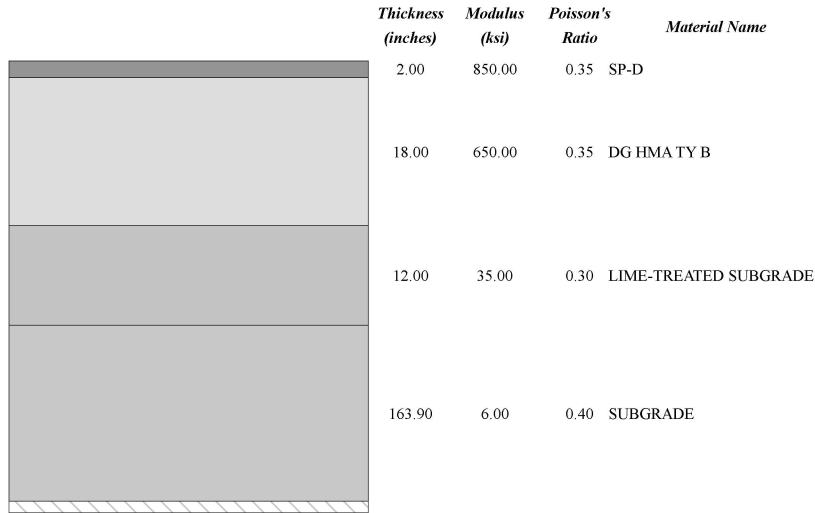 Thickness Modulus Poisson's
(inches) (ksi) Ratio Material Name
2.00 850.00 0.35 SP-D
18.00 650.00 0.35 DG HMA TY B
12.00 35.00 0.30 LIME-TREATED SUBGRADE
163.90 6.00 0.40 SUBGRADE